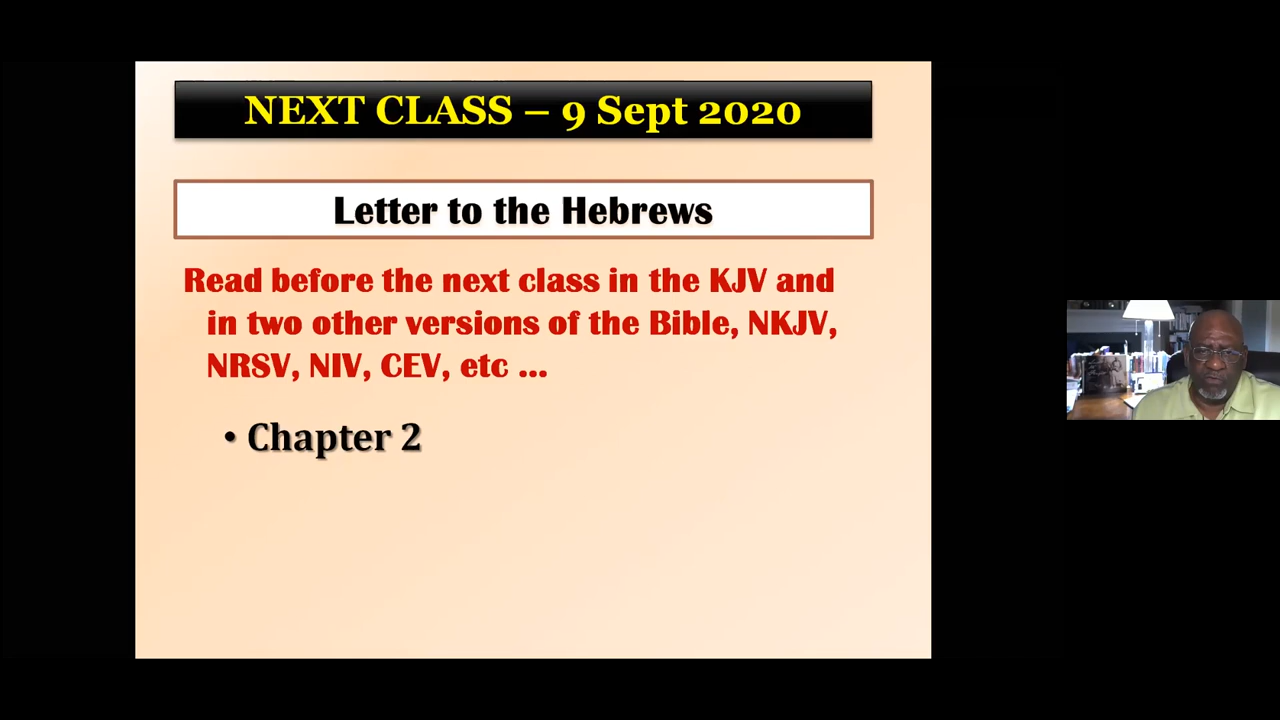 NEXT CLASS – 9 Sept 2020
Letter to the Hebrews
Read before the next class in the KJV and
in two other versions of the Bible, NKJV,
NRSV, NIV, CEV, etc ...
• Chapter 2